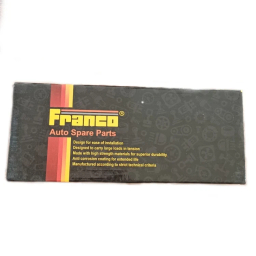 Franco®
Auto Spare Parts
Design for ease of installation
Designed to carry large loads in tension
Made with high strength materials for superior durability
Anti corrosion coating for extended life
Manufactured according to strict technical criteria